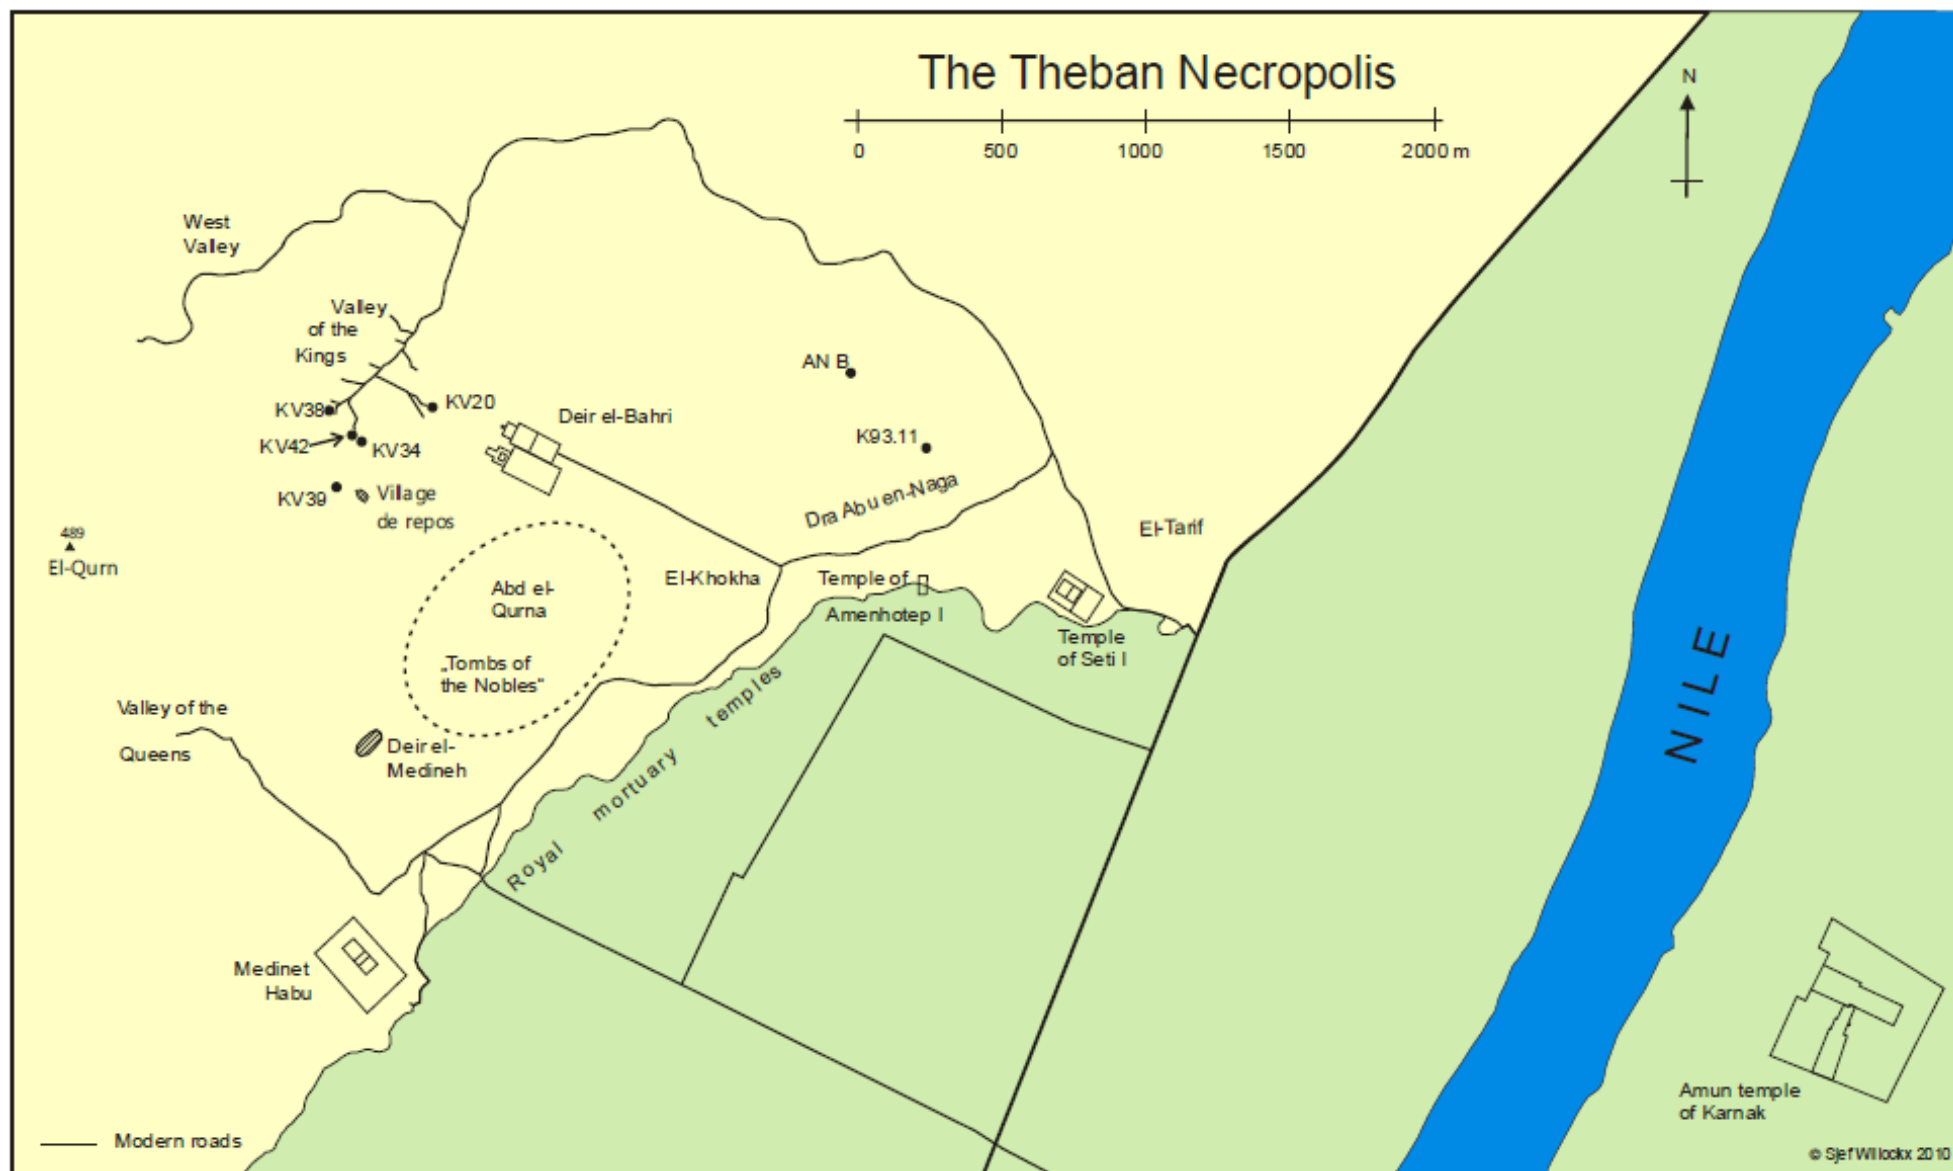 The Theban Necropolis
N
0 500 1000 1500 2000 m
West
Valley
Valley
of the
Kings
AN B
KV38
KV20
Deir el-Bahri
KV42
KV34
K93.11
KV39
Village
de repos
Dra Abu en-Naga
489
El-Qurn
El-Tarif
Abd el-
Qurna
El-Khokha
Temple of
Amenhotep I
Temple
of Seti I
„Tombs of
the Nobles"
Valley of the
Queens
Deir el-
Medineh
Royal mortuary temples
NILE
Medinet
Habu
Amun temple
of Karnak
Modern roads
© Sjef Willockx 2010